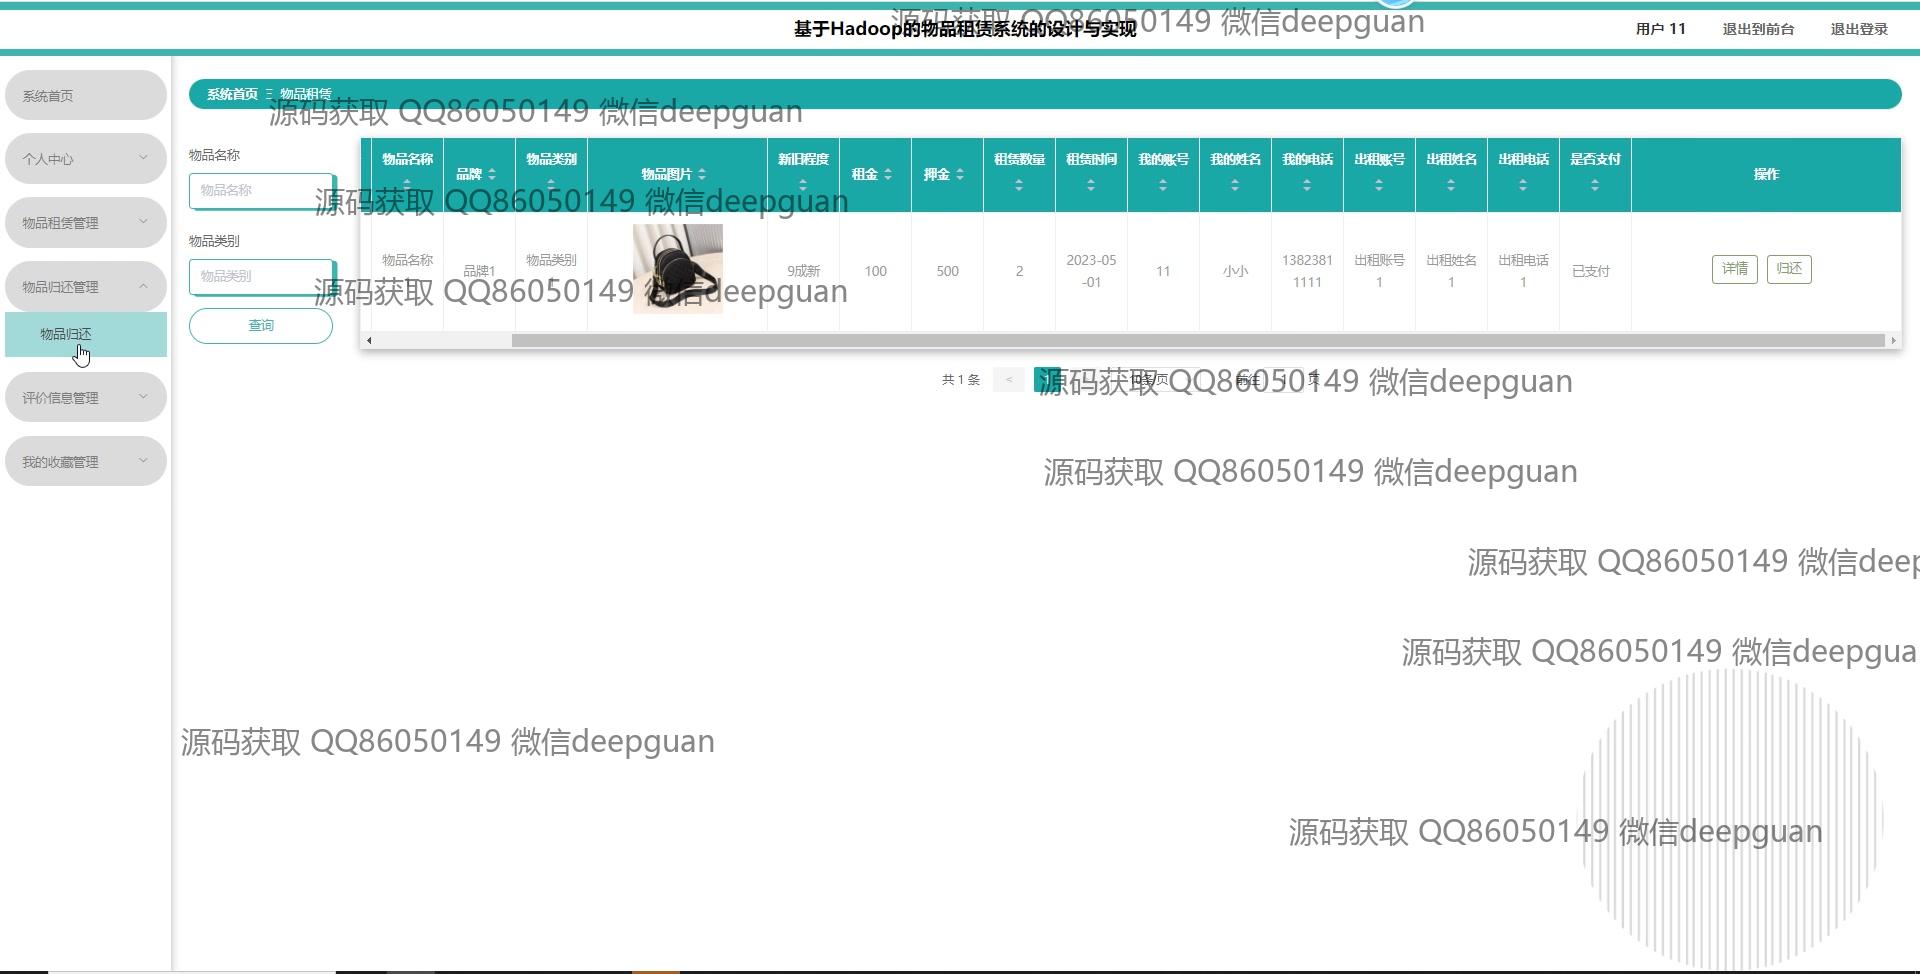 基于Hadoop的物品租赁系统的设计与实现
用户 11
退出到前台
退出登录
源码获取 QQ86050149 微信deepguan
系统首页
个人中心
物品租赁管理
物品归还管理
物品归还
评价信息管理
我的收藏管理
系统首页 Ξ 物品租赁
源码获取 QQ86050149 微信deepguan
物品名称
物品名称
物品类别
物品类别
查询
物品名称 品牌 物品类别 物品图片 新旧程度 租金 押金 租赁数量 租赁时间 我的账号 我的姓名 我的电话 出租账号 出租姓名 出租电话 是否支付 操作
源码获取 QQ86050149 微信deepguan
物品名称 品牌1 物品类别 9成新 100 500 2 2023-05 11 小小 1382381 出租账号 出租姓名 出租电话 已支付 详情 归还
-01 1111 1 1 1
源码获取 QQ86050149 微信deepguan
共 1 条 < 1 10条/页 前往 1 页
源码获取 QQ86050149 微信deepguan
源码获取 QQ86050149 微信deepguan
源码获取 QQ86050149 微信deep
源码获取 QQ86050149 微信deepgua
源码获取 QQ86050149 微信deepguan
源码获取 QQ86050149 微信deepguan